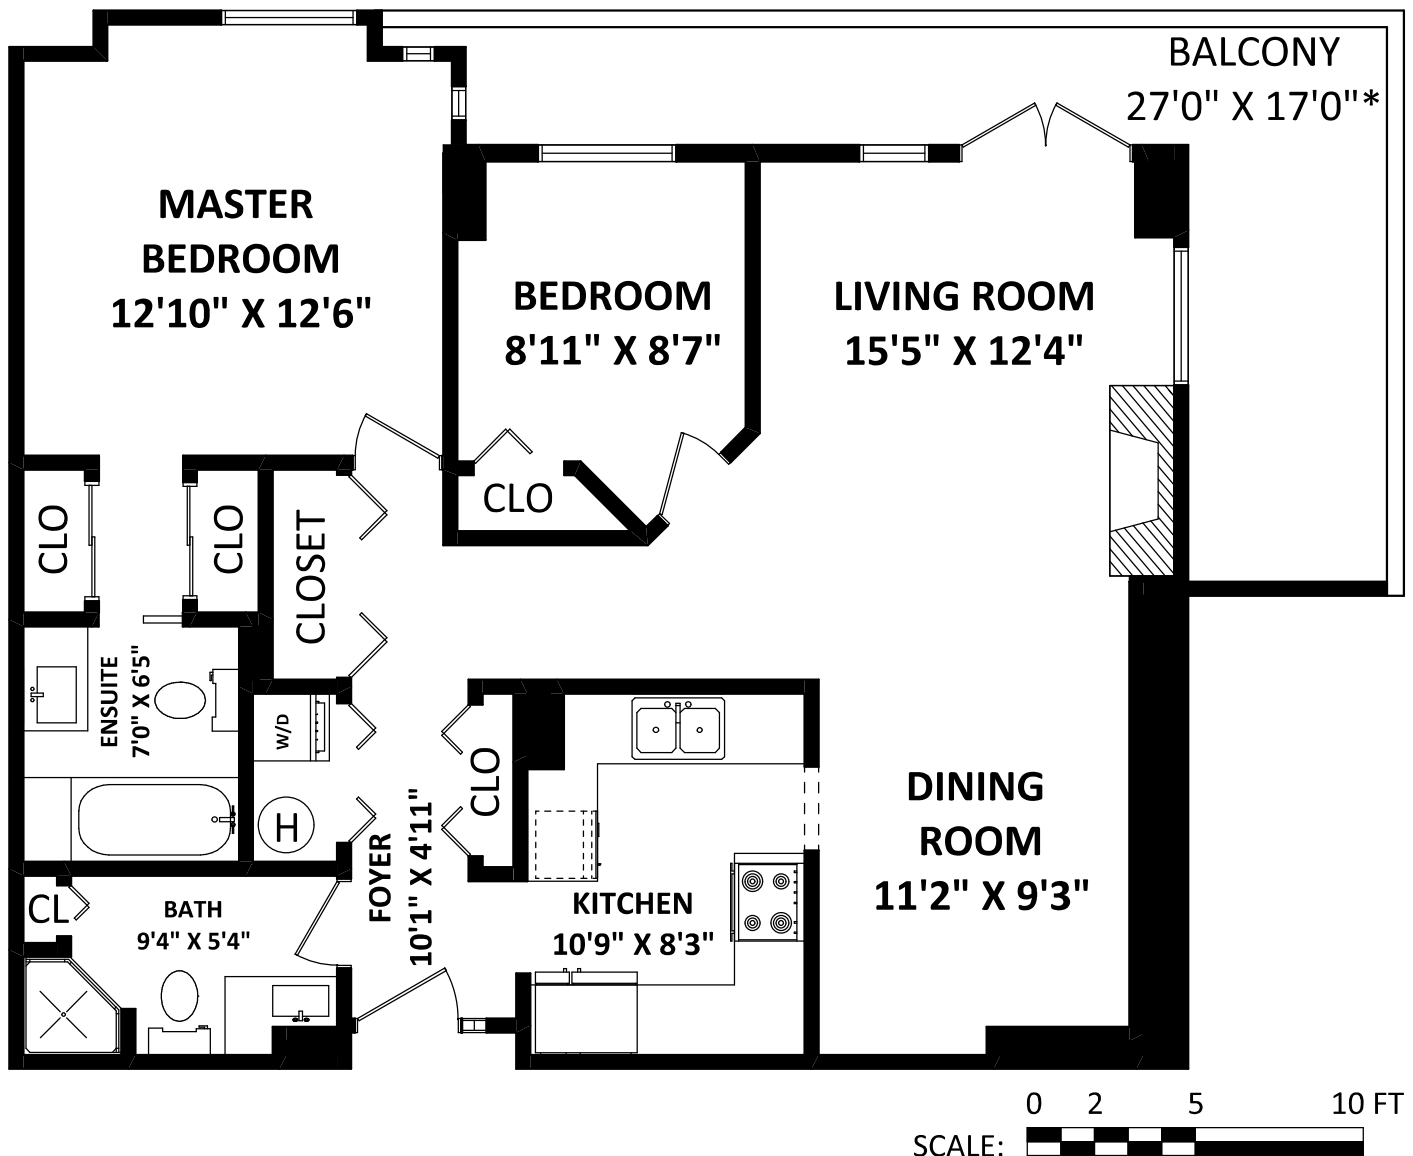 BALCONY
27'0" X 17'0"*
MASTER
BEDROOM
12'10" X 12'6"
BEDROOM
8'11" X 8'7"
LIVING ROOM
15'5" X 12'4"
CLO
CLO
CLOSET
CLO
ENSUITE
7'0" X 6'5"
W/D
H
CLO
FOYER
10'1" X 4'11"
DINING
ROOM
11'2" X 9'3"
KITCHEN
10'9" X 8'3"
CL
BATH
9'4" X 5'4"
0 2 5 10 FT
SCALE: